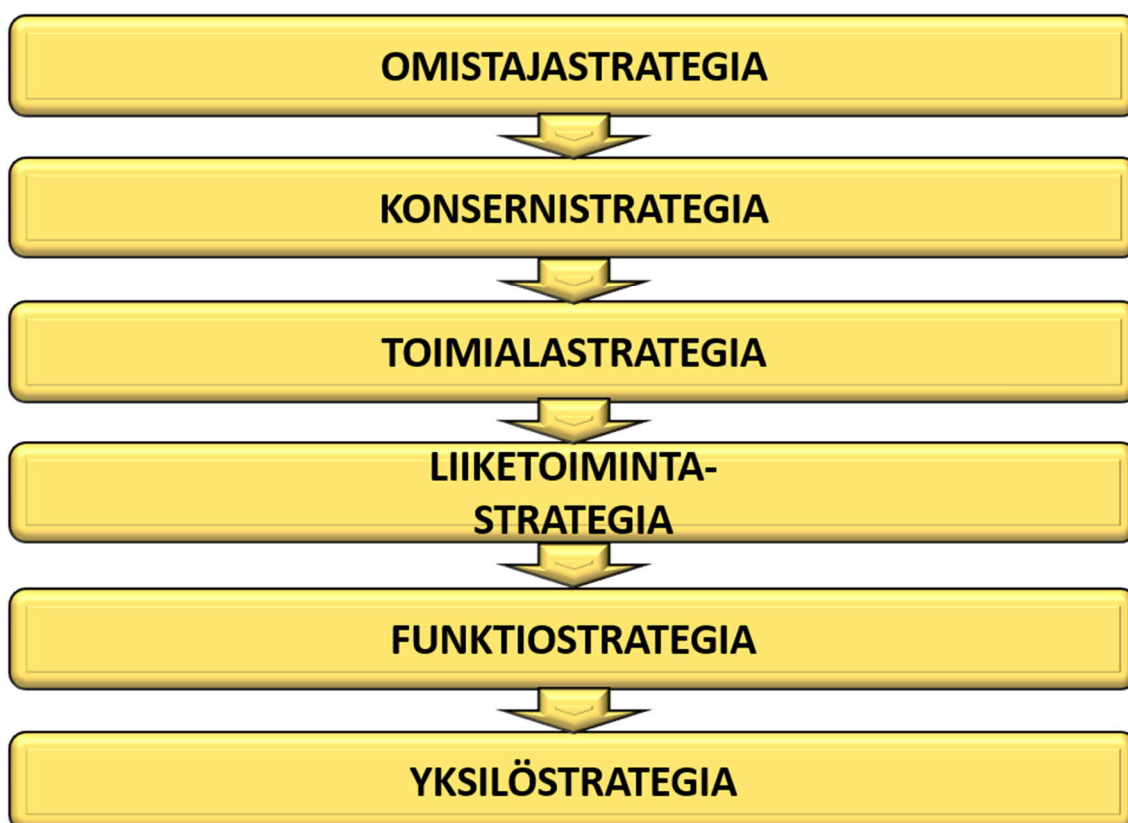 OMISTAJASTRATEGIA
KONSERNISTRATEGIA
TOIMIALASTRATEGIA
LIIKETOIMINTA-
STRATEGIA
FUNKTIOSTRATEGIA
YKSILÖSTRATEGIA